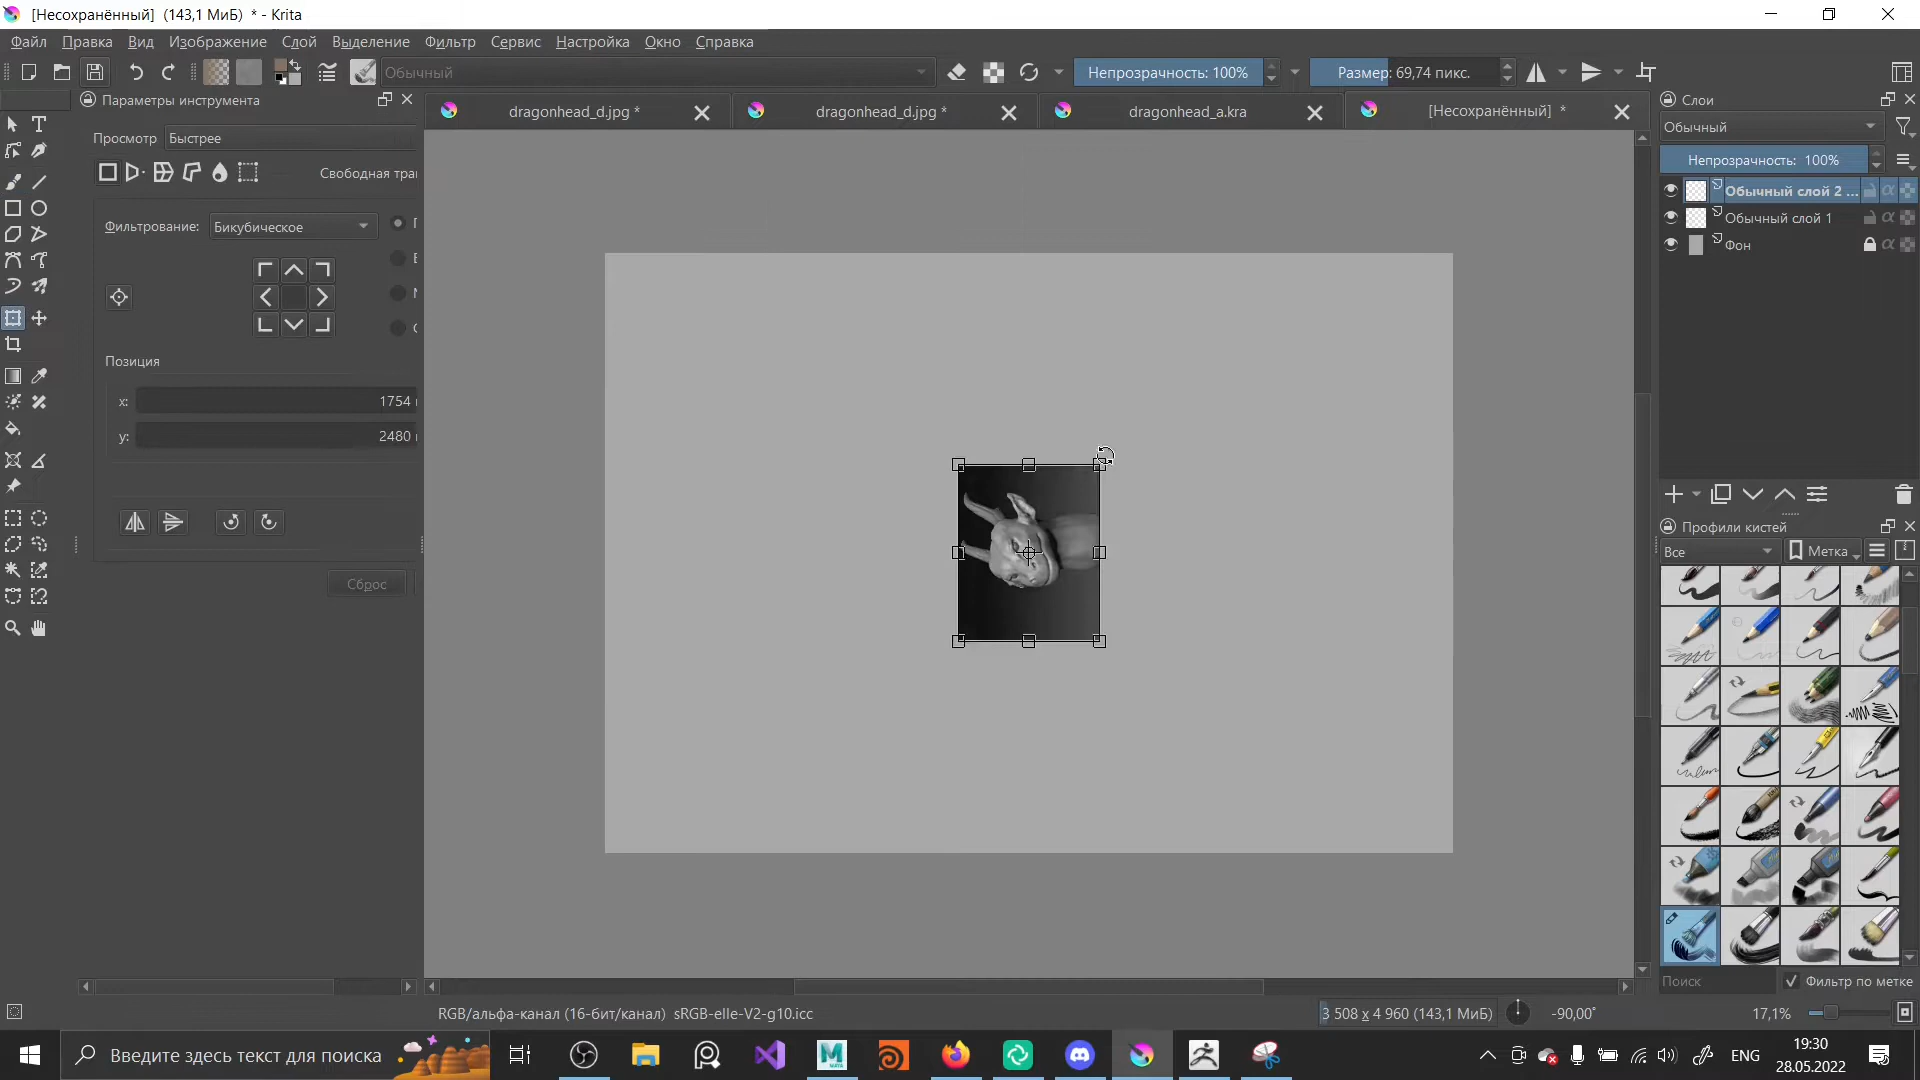 [Несохранённый] (143,1 МиБ) * - Krita
Файл Правка Вид Изображение Слой Выделение Фильтр Сервис Настройка Окно Справка
Обычный Непрозрачность: 100% Размер: 69,74 пикс.
Параметры инструмента
dragonhead_d.jpg *
dragonhead_d.jpg *
dragonhead_a.kra
[Несохранённый] *
Слои
Просмотр Быстрее
Обычный
Непрозрачность: 100%
Свободная тра
Обычный слой 2 ...
Обычный слой 1
Фон
Фильтрование: Бикубическое
Позиция
x: 1754
y: 2480
Сброс
Профили кистей
Все Метка
Поиск Фильтр по метке
RGB/альфа-канал (16-бит/канал) sRGB-elle-V2-g10.icc
3 508 x 4 960 (143,1 МиБ)
-90,00°
17,1%
Введите здесь текст для поиска
MAYA
ENG
19:30
28.05.2022